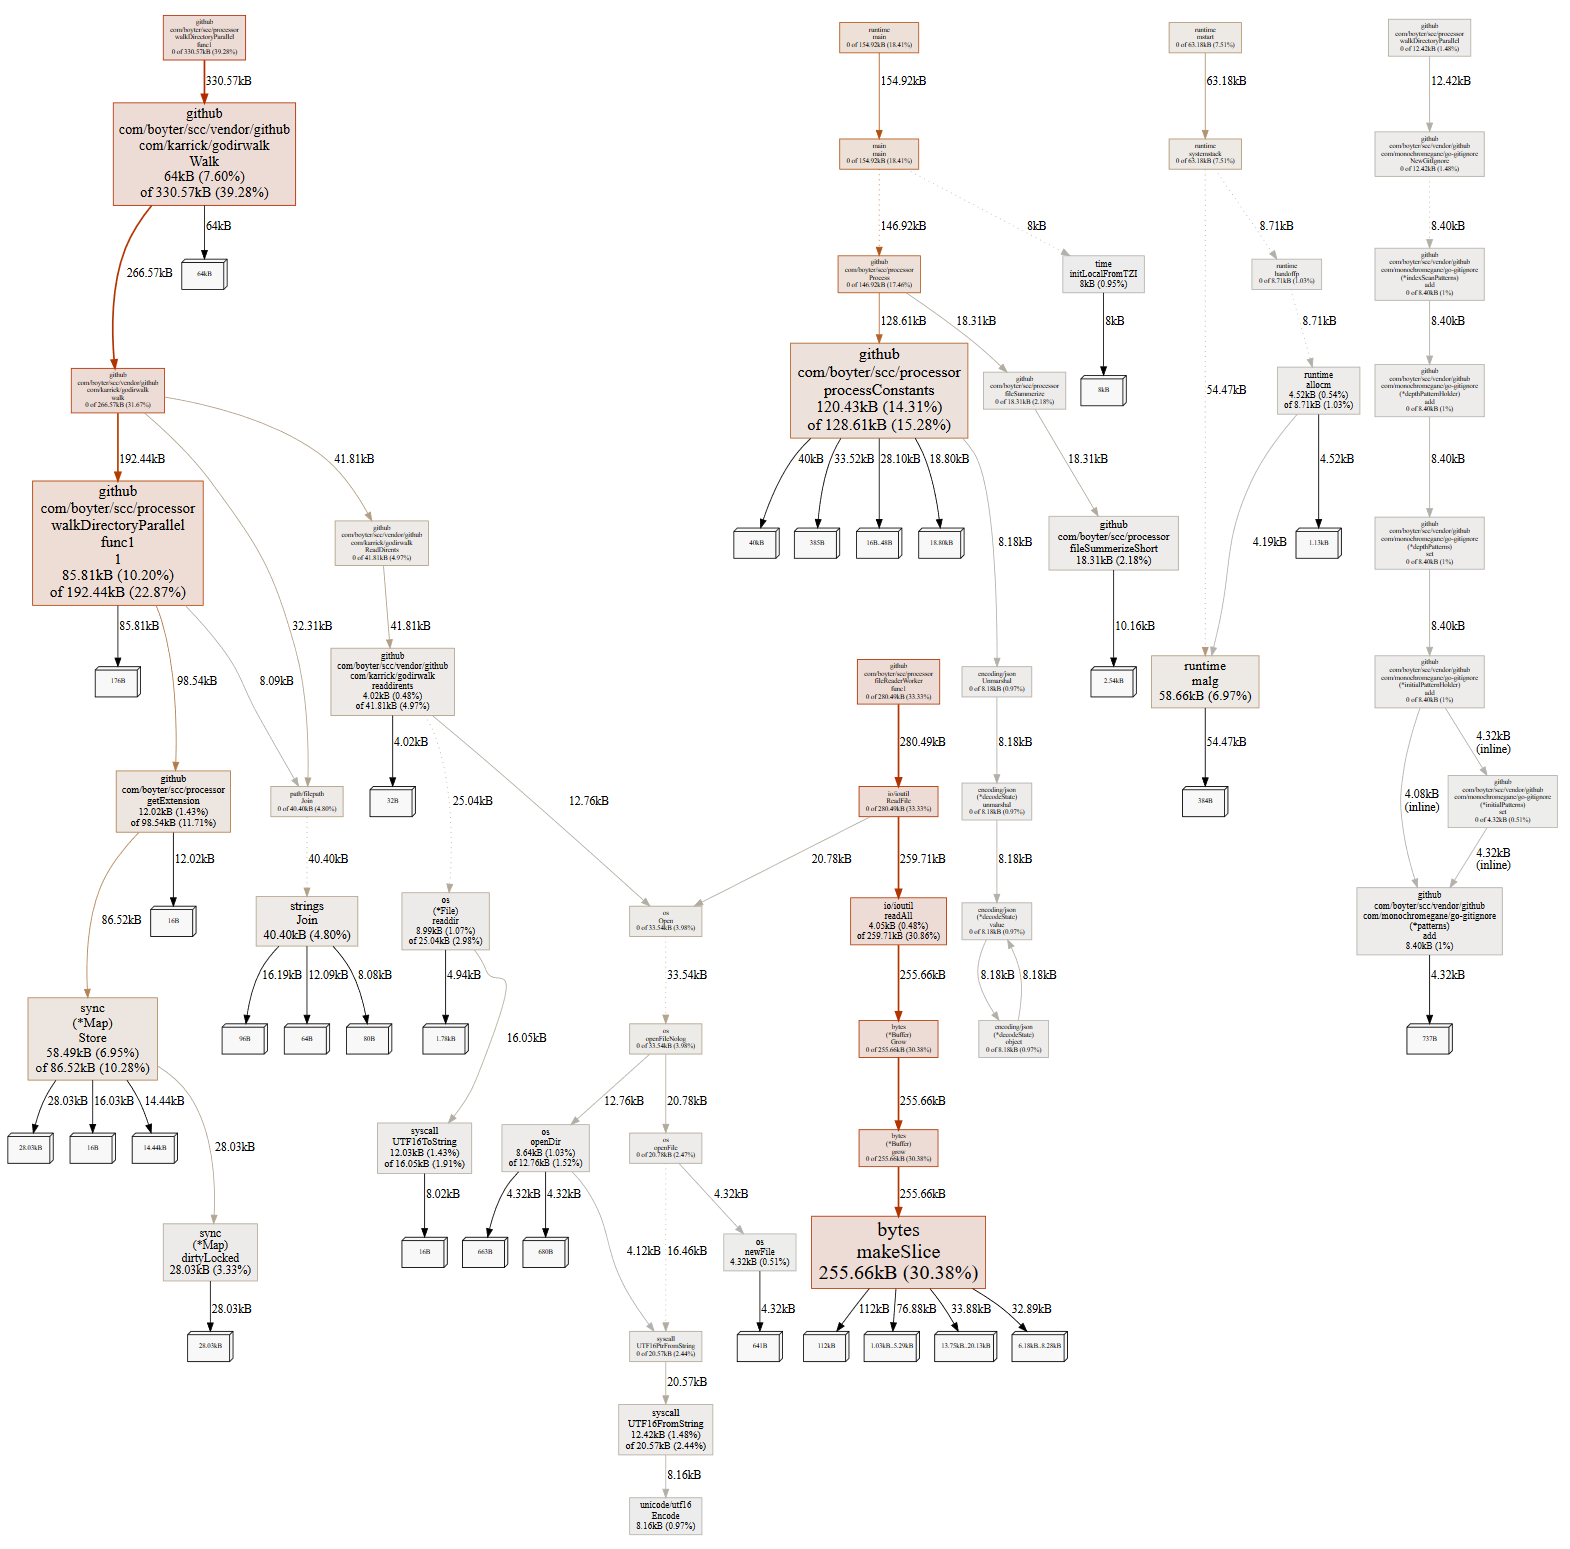 github
com/boyter/scc/processor
walkDirectoryParallel
func1
0 of 330.57kB (39.28%)
330.57kB
github
com/boyter/scc/vendor/github
com/karrick/godirwalk
Walk
64kB (7.60%)
of 330.57kB (39.28%)
64kB
64kB
266.57kB
github
com/boyter/scc/vendor/github
com/karrick/godirwalk
walk
0 of 266.57kB (31.67%)
192.44kB
32.31kB
41.81kB
github
com/boyter/scc/processor
walkDirectoryParallel
func1
1
85.81kB (10.20%)
of 192.44kB (22.87%)
85.81kB
176B
98.54kB
8.09kB
github
com/boyter/scc/vendor/github
com/karrick/godirwalk
ReadDirents
0 of 41.81kB (4.97%)
41.81kB
github
com/boyter/scc/vendor/github
com/karrick/godirwalk
readdirents
4.02kB (0.48%)
of 41.81kB (4.97%)
4.02kB
32B
25.04kB
12.76kB
github
com/boyter/scc/processor
getExtension
12.02kB (1.43%)
of 98.54kB (11.71%)
12.02kB
16B
86.52kB
path/filepath
Join
0 of 40.40kB (4.80%)
40.40kB
strings
Join
40.40kB (4.80%)
16.19kB
12.09kB
8.08kB
96B
64B
80B
os
(*File)
readdir
8.99kB (1.07%)
of 25.04kB (2.98%)
4.94kB
1.78kB
16.05kB
sync
(*Map)
Store
58.49kB (6.95%)
of 86.52kB (10.28%)
28.03kB
16.03kB
14.44kB
28.03kB
16B
14.44kB
28.03kB
sync
(*Map)
dirtyLocked
28.03kB (3.33%)
28.03kB
28.03kB
syscall
UTF16ToString
12.03kB (1.43%)
of 16.05kB (1.91%)
8.02kB
16B
runtime
main
0 of 154.92kB (18.41%)
154.92kB
main
main
0 of 154.92kB (18.41%)
146.92kB
8kB
github
com/boyter/scc/processor
Process
0 of 146.92kB (17.46%)
128.61kB
18.31kB
time
initLocalFromTZI
8kB (0.95%)
8kB
8kB
github
com/boyter/scc/processor
processConstants
120.43kB (14.31%)
of 128.61kB (15.28%)
40kB
33.52kB
28.10kB
18.80kB
40kB
385B
16B..48B
18.80kB
8.18kB
github
com/boyter/scc/processor
fileSummerize
0 of 18.31kB (2.18%)
18.31kB
github
com/boyter/scc/processor
fileSummerizeShort
18.31kB (2.18%)
10.16kB
2.54kB
encoding/json
Unmarshal
0 of 8.18kB (0.97%)
8.18kB
encoding/json
(*decodeState)
unmarshal
0 of 8.18kB (0.97%)
8.18kB
encoding/json
(*decodeState)
value
0 of 8.18kB (0.97%)
8.18kB
8.18kB
encoding/json
(*decodeState)
object
0 of 8.18kB (0.97%)
github
com/boyter/scc/processor
fileReaderWorker
func1
0 of 280.49kB (33.33%)
280.49kB
io/ioutil
ReadFile
0 of 280.49kB (33.33%)
20.78kB
259.71kB
io/ioutil
readAll
4.05kB (0.48%)
of 259.71kB (30.86%)
255.66kB
bytes
(*Buffer)
Grow
0 of 255.66kB (30.38%)
255.66kB
bytes
(*Buffer)
grow
0 of 255.66kB (30.38%)
255.66kB
bytes
makeSlice
255.66kB (30.38%)
112kB
76.88kB
33.88kB
32.89kB
112kB
1.03kB..5.29kB
13.75kB..20.13kB
6.18kB..8.28kB
os
Open
0 of 33.54kB (3.98%)
33.54kB
os
openFileNolog
0 of 33.54kB (3.98%)
12.76kB
20.78kB
os
openDir
8.64kB (1.03%)
of 12.76kB (1.52%)
4.32kB
4.32kB
663B
680B
4.12kB
os
openFile
0 of 20.78kB (2.47%)
16.46kB
4.32kB
os
newFile
4.32kB (0.51%)
4.32kB
641B
syscall
UTF16PtrFromString
0 of 20.57kB (2.44%)
20.57kB
syscall
UTF16FromString
12.42kB (1.48%)
of 20.57kB (2.44%)
8.16kB
unicode/utf16
Encode
8.16kB (0.97%)
runtime
mstart
0 of 63.18kB (7.51%)
63.18kB
runtime
systemstack
0 of 63.18kB (7.51%)
54.47kB
8.71kB
runtime
handoffp
0 of 8.71kB (1.03%)
8.71kB
runtime
allocm
4.52kB (0.54%)
of 8.71kB (1.03%)
4.19kB
4.52kB
1.13kB
runtime
malg
58.66kB (6.97%)
54.47kB
384B
github
com/boyter/scc/processor
walkDirectoryParallel
0 of 12.42kB (1.48%)
12.42kB
github
com/boyter/scc/vendor/github
com/monochromegane/go-gitignore
NewGitIgnore
0 of 12.42kB (1.48%)
8.40kB
github
com/boyter/scc/vendor/github
com/monochromegane/go-gitignore
(*indexScanPatterns)
add
0 of 8.40kB (1%)
8.40kB
github
com/boyter/scc/vendor/github
com/monochromegane/go-gitignore
(*depthPatternHolder)
add
0 of 8.40kB (1%)
8.40kB
github
com/boyter/scc/vendor/github
com/monochromegane/go-gitignore
(*depthPatterns)
set
0 of 8.40kB (1%)
8.40kB
github
com/boyter/scc/vendor/github
com/monochromegane/go-gitignore
(*initialPatternHolder)
add
0 of 8.40kB (1%)
4.08kB
(inline)
4.32kB
(inline)
github
com/boyter/scc/vendor/github
com/monochromegane/go-gitignore
(*initialPatterns)
set
0 of 4.32kB (0.51%)
4.32kB
(inline)
github
com/boyter/scc/vendor/github
com/monochromegane/go-gitignore
(*patterns)
add
8.40kB (1%)
4.32kB
737B